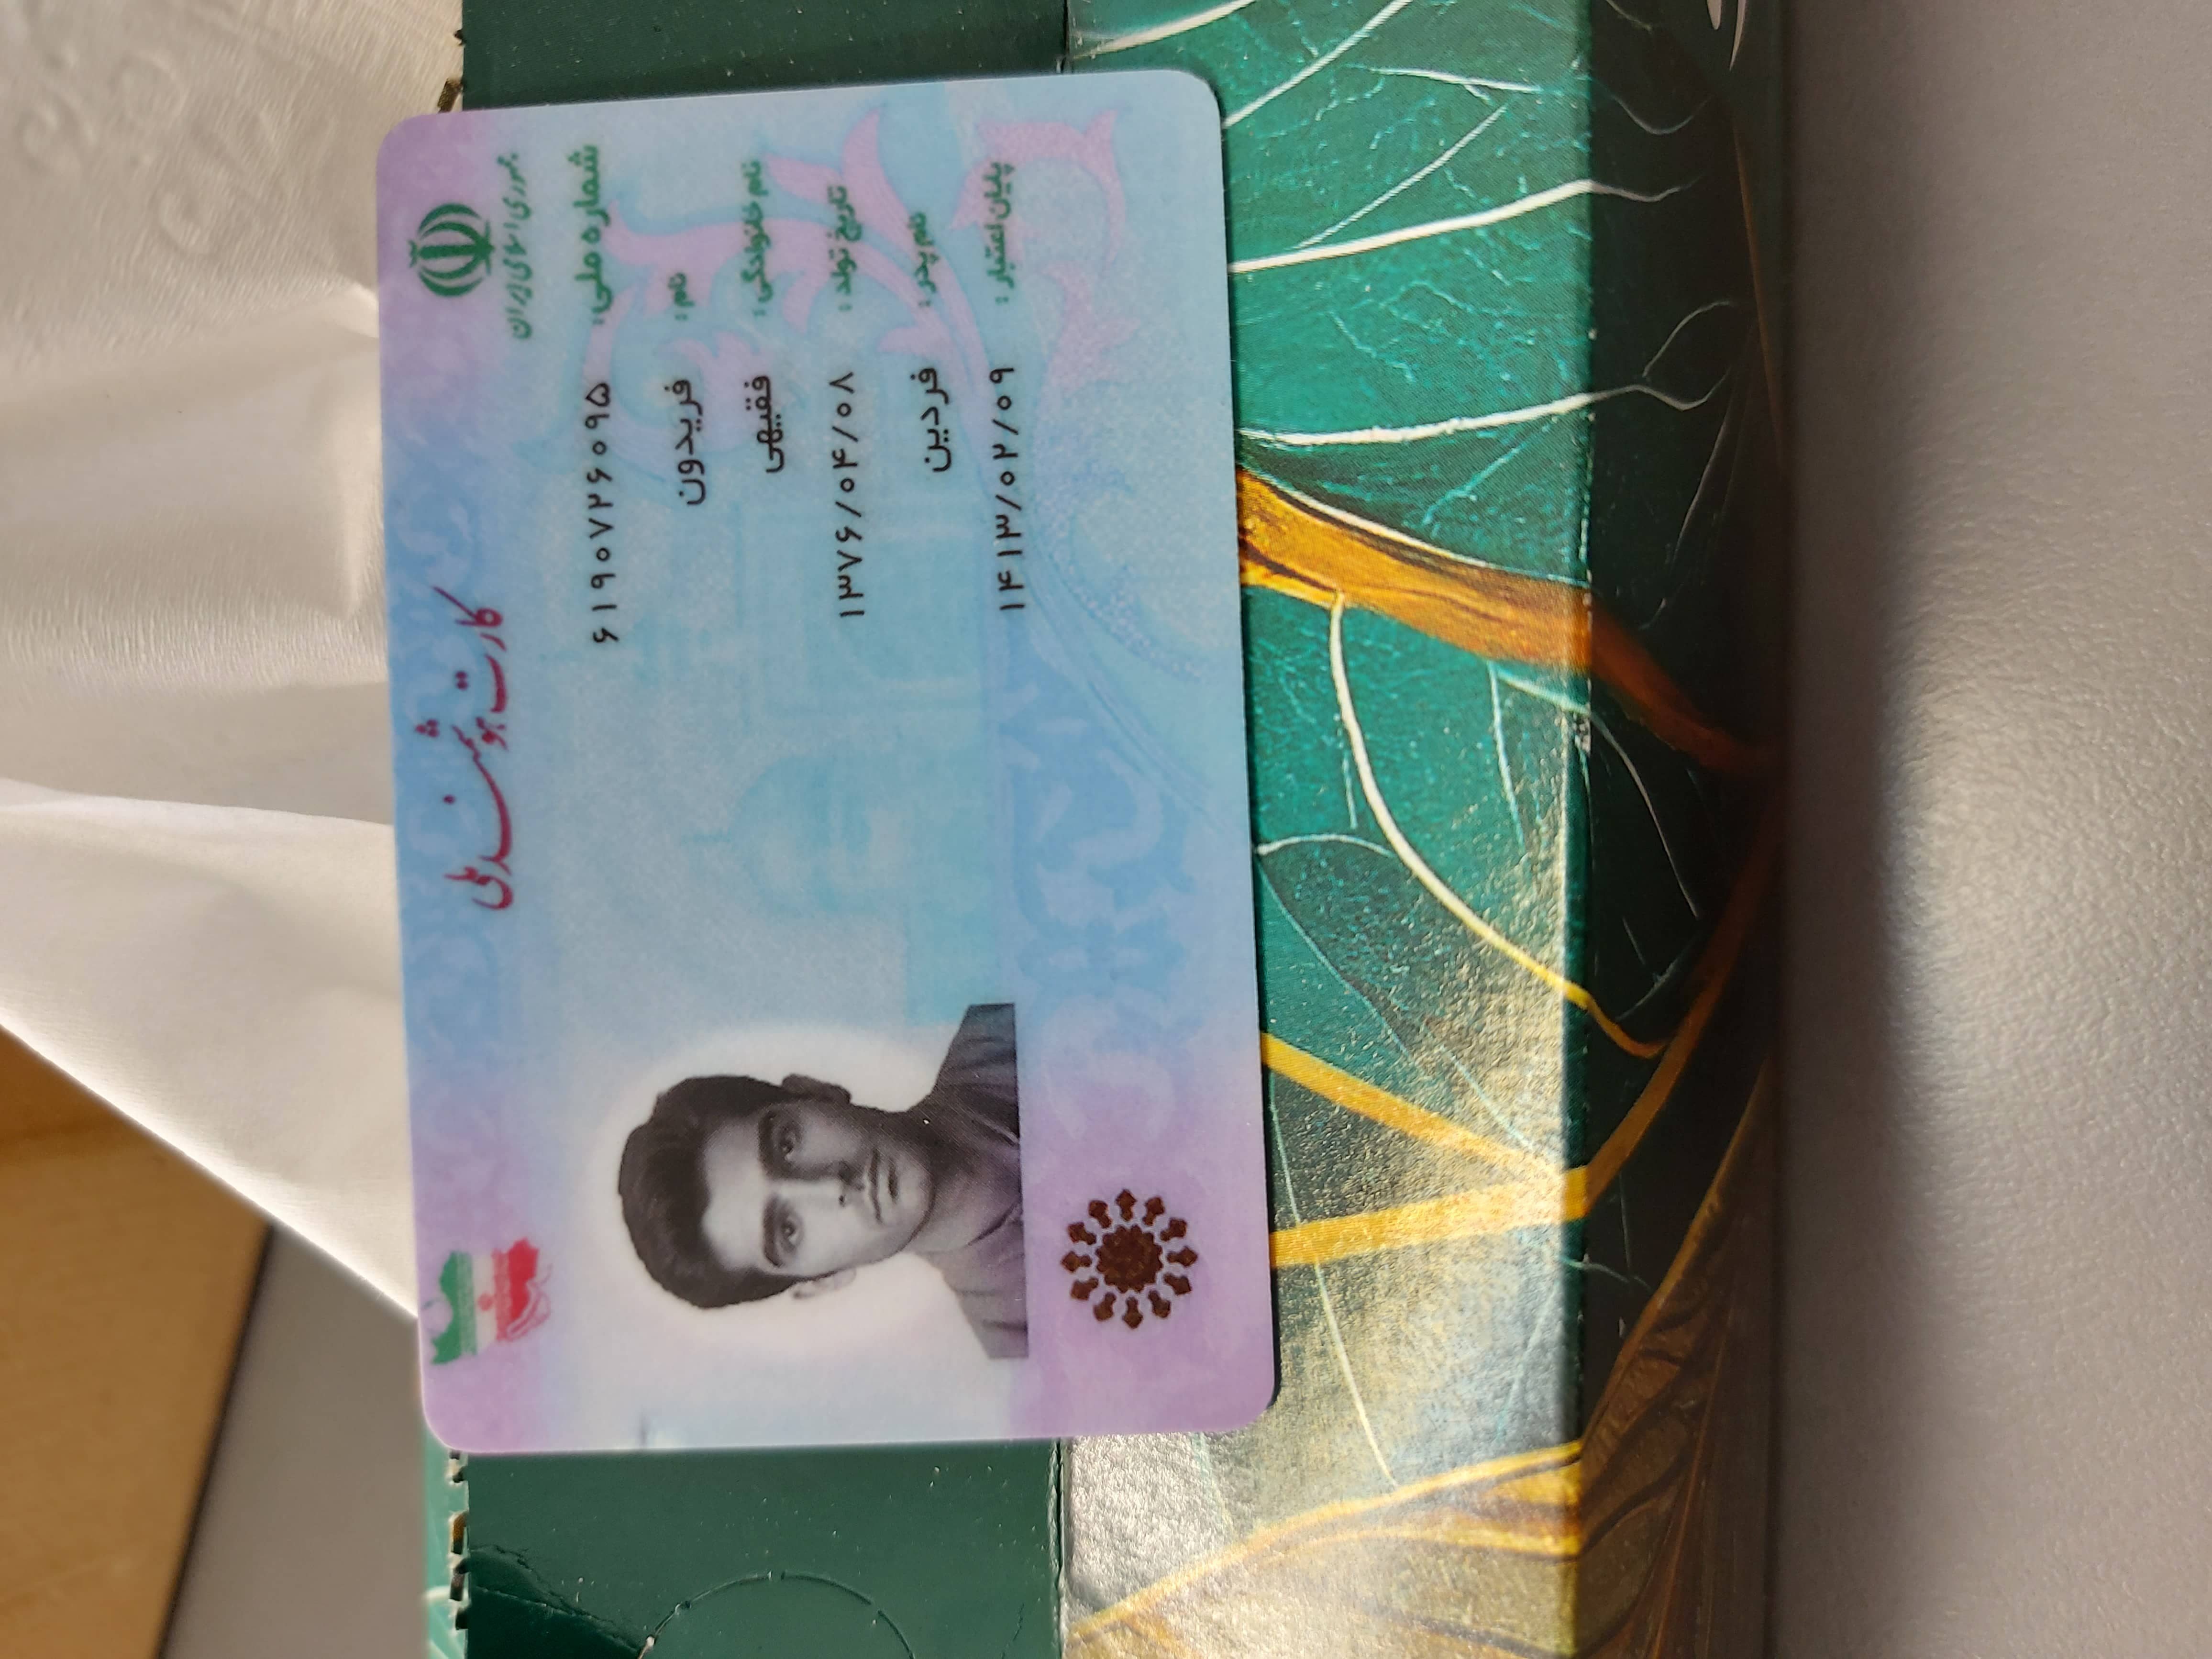 جمهوری اسلامی ایران
کارت هوشمند ملی
شماره ملی: ۶۱۹۰۷۲۶۰۹۵
نام: فریدون
نام خانوادگی: فقیهی
تاریخ تولد: ۱۳۷۶/۰۴/۰۸
نام پدر: فردین
پایان اعتبار: ۱۴۱۳/۰۲/۰۹